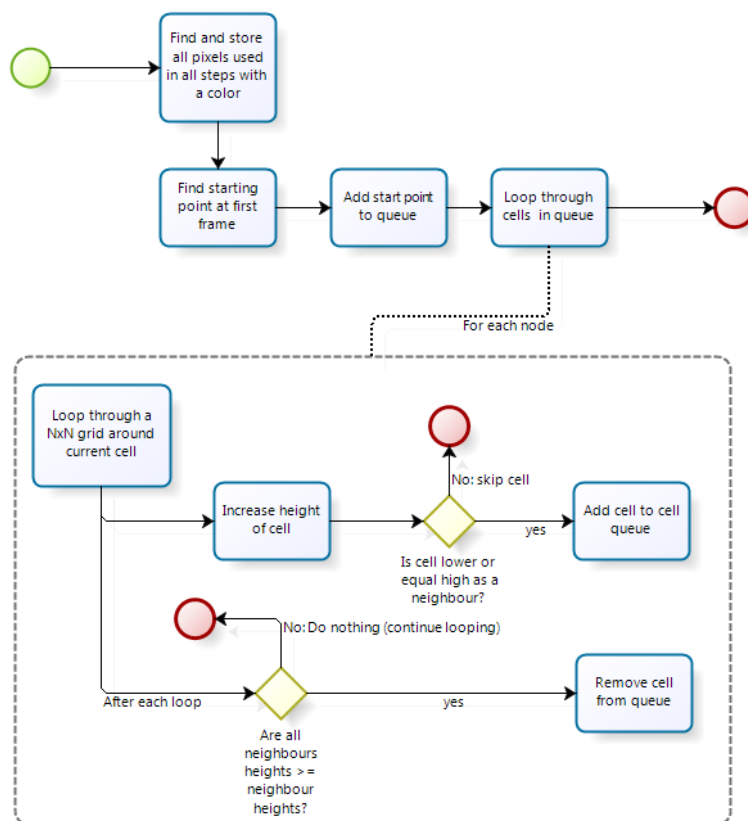 Find and store
all pixels used
in all steps with
a color
Find starting
point at first
frame
Add start point
to queue
Loop through
cells in queue
For each node
Loop through a
NxN grid around
current cell
No: skip cell
Increase height
of cell
yes
Add cell to cell
queue
Is cell lower or
equal high as a
neighbour?
No: Do nothing (continue looping)
After each loop
yes
Remove cell
from queue
Are all
neighbours
heights >=
neighbour
heights?